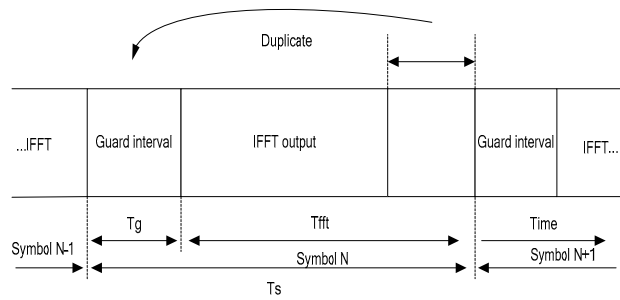 Duplicate
...IFFT
Guard interval
IFFT output
Guard interval
IFFT...
Tg
Tfft
Time
Symbol N-1
Symbol N
Symbol N+1
Ts